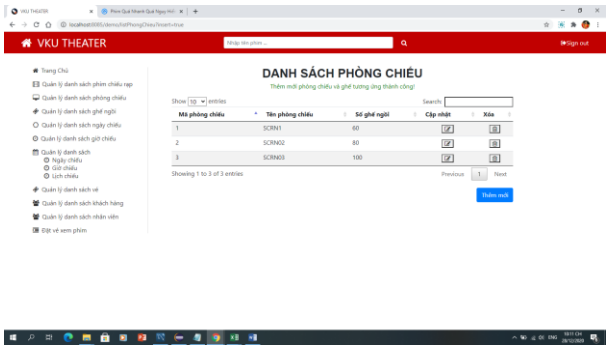 VKU THEATER
localhost:8085/demo/listPhongChieu?insert=true
VKU THEATER
Nhập tên phim ...
Sign out
Trang Chủ
Quản lý danh sách phim chiếu rạp
Quản lý danh sách phòng chiếu
Quản lý danh sách ghế ngồi
Quản lý danh sách ngày chiếu
Quản lý danh sách giờ chiếu
Quản lý danh sách
Ngày chiếu
Giờ chiếu
Lịch chiếu
Quản lý danh sách vé
Quản lý danh sách khách hàng
Quản lý danh sách nhân viên
Đặt vé xem phim
DANH SÁCH PHÒNG CHIẾU
Thêm mới phòng chiếu và ghế tương ứng thành công!
Show 10 entries
Search:
Mã phòng chiếu Tên phòng chiếu Số ghế ngồi Cập nhật Xóa
1 SCRN1 60
2 SCRN02 80
3 SCRN03 100
Showing 1 to 3 of 3 entries
Previous 1 Next
Thêm mới
ENG